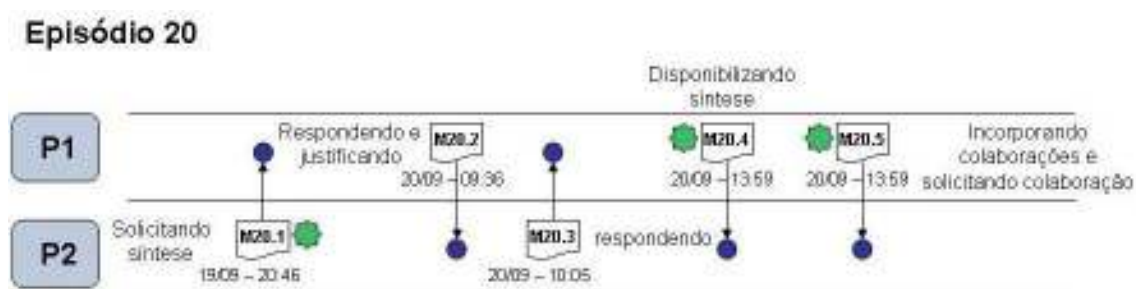 Episódio 20
Disponibilizando
síntese
P1
Respondendo e
justificando
M20.2
20/09 – 09:36
M20.4
20/09 – 13:59
M20.5
20/09 – 13:59
Incorporando
colaborações e
solicitando colaboração
P2
Solicitando
síntese
M20.1
19/09 – 20:46
M20.3
20/09 – 10:05
respondendo